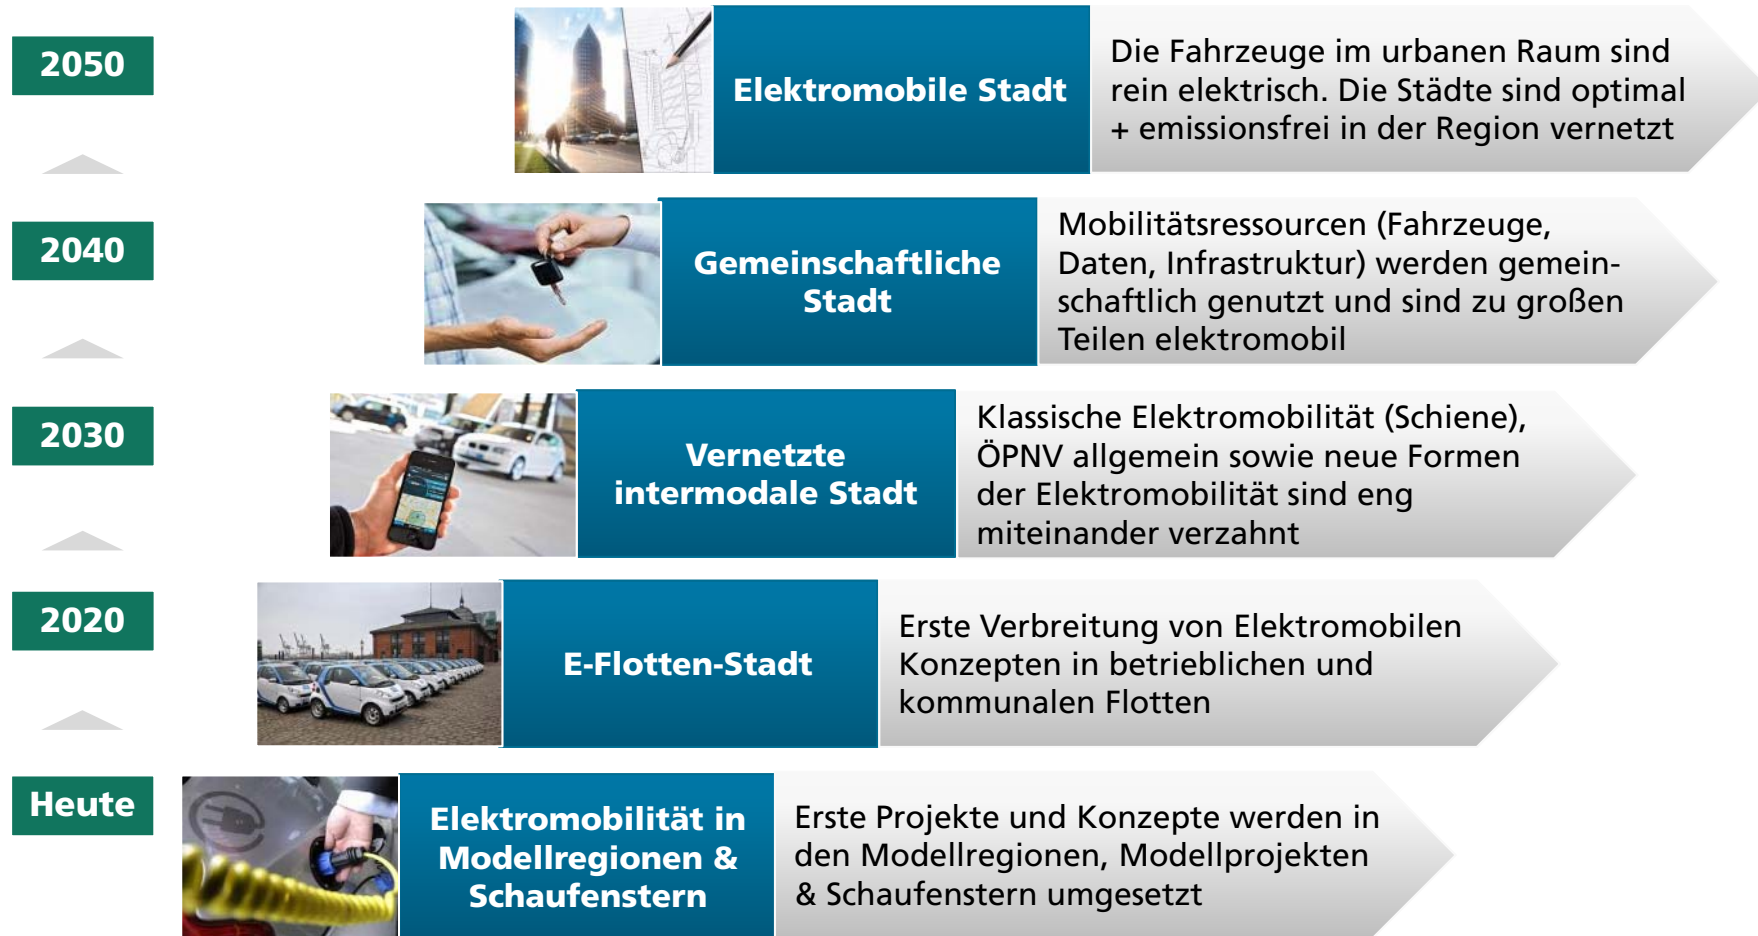 2050
Elektromobile Stadt
Die Fahrzeuge im urbanen Raum sind
rein elektrisch. Die Städte sind optimal
+ emissionsfrei in der Region vernetzt
2040
Gemeinschaftliche
Stadt
Mobilitätsressourcen (Fahrzeuge,
Daten, Infrastruktur) werden gemein-
schaftlich genutzt und sind zu großen
Teilen elektromobil
2030
Vernetzte
intermodale Stadt
Klassische Elektromobilität (Schiene),
ÖPNV allgemein sowie neue Formen
der Elektromobilität sind eng
miteinander verzahnt
2020
E-Flotten-Stadt
Erste Verbreitung von Elektromobilen
Konzepten in betrieblichen und
kommunalen Flotten
Heute
Elektromobilität in
Modellregionen &
Schaufenstern
Erste Projekte und Konzepte werden in
den Modellregionen, Modellprojekten
& Schaufenstern umgesetzt